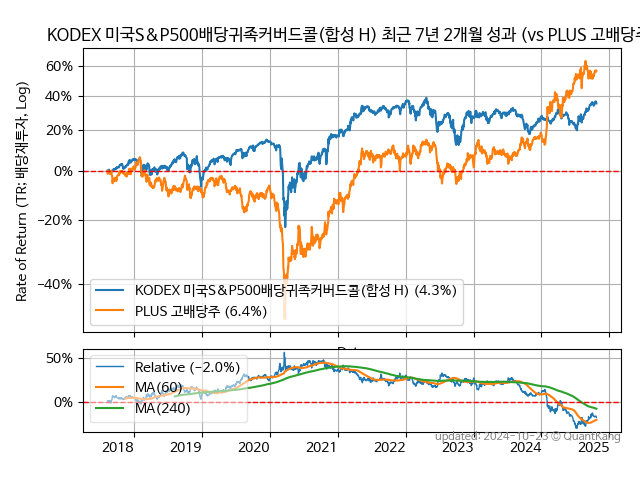 KODEX 미국S&P500배당귀족커버드콜(합성 H) 최근 7년 2개월 성과 (vs PLUS 고배당주
Rate of Return (TR: 배당재투자, Log)
60%
40%
20%
0%
−20%
−40%
KODEX 미국S&P500배당귀족커버드콜(합성 H) (4.3%)
PLUS 고배당주 (6.4%)
50%
0%
Relative (−2.0%)
MA(60)
MA(240)
updated: 2024-10-23 © QuantKang
2018 2019 2020 2021 2022 2023 2024 2025